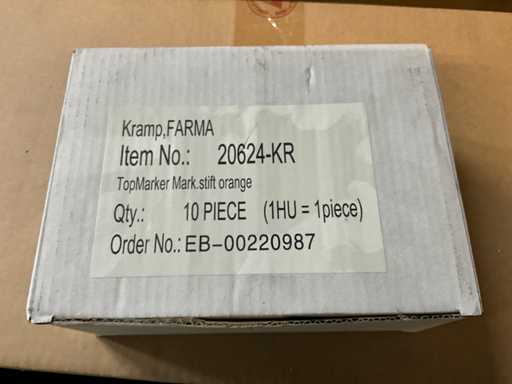 Kramp,FARMA
Item No.: 20624-KR
TopMarker Mark.stift orange
Qty.: 10 PIECE (1HU = 1piece)
Order No.: EB-00220987